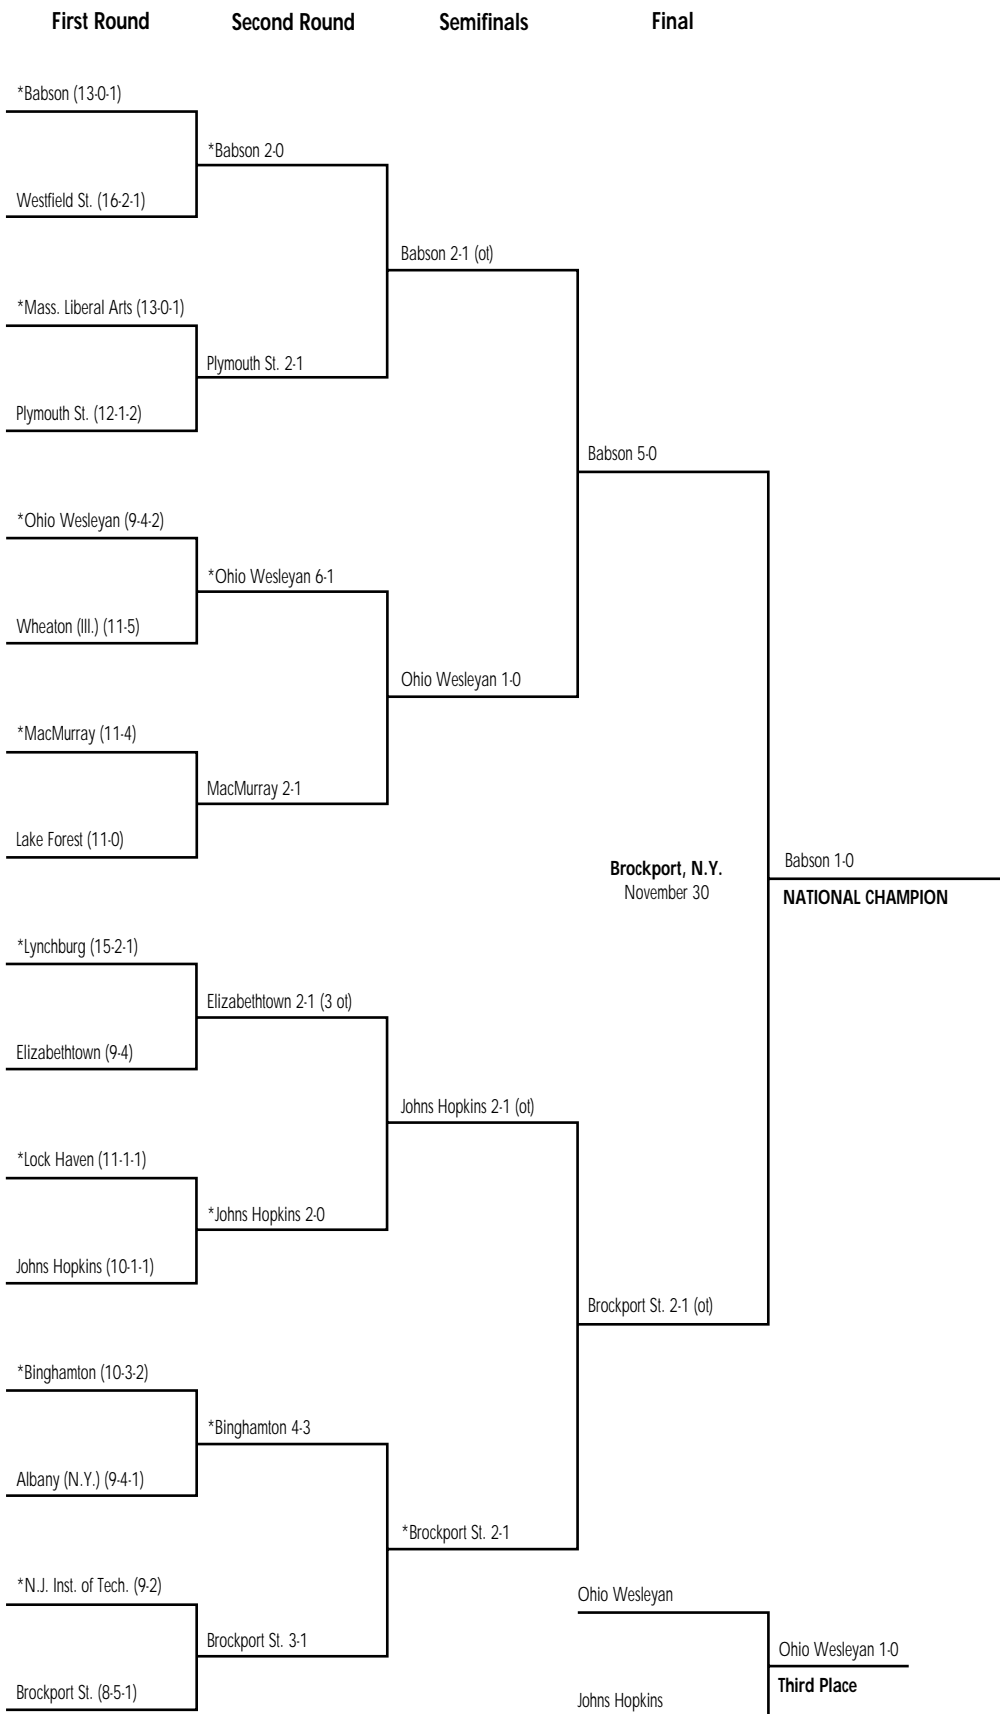 First Round
Second Round
Semifinals
Final
*Babson (13-0-1)
Westfield St. (16-2-1)
*Mass. Liberal Arts (13-0-1)
Plymouth St. (12-1-2)
*Ohio Wesleyan (9-4-2)
Wheaton (Ill.) (11-5)
*MacMurray (11-4)
Lake Forest (11-0)
*Lynchburg (15-2-1)
Elizabethtown (9-4)
*Lock Haven (11-1-1)
Johns Hopkins (10-1-1)
*Binghamton (10-3-2)
Albany (N.Y.) (9-4-1)
*N.J. Inst. of Tech. (9-2)
Brockport St. (8-5-1)
*Babson 2-0
Plymouth St. 2-1
*Ohio Wesleyan 6-1
MacMurray 2-1
Elizabethtown 2-1 (3 ot)
*Johns Hopkins 2-0
*Binghamton 4-3
Brockport St. 3-1
Babson 2-1 (ot)
Ohio Wesleyan 1-0
Johns Hopkins 2-1 (ot)
*Brockport St. 2-1
Babson 5-0
Brockport St. 2-1 (ot)
Brockport, N.Y.
November 30
Babson 1-0
NATIONAL CHAMPION
Ohio Wesleyan
Johns Hopkins
Ohio Wesleyan 1-0
Third Place